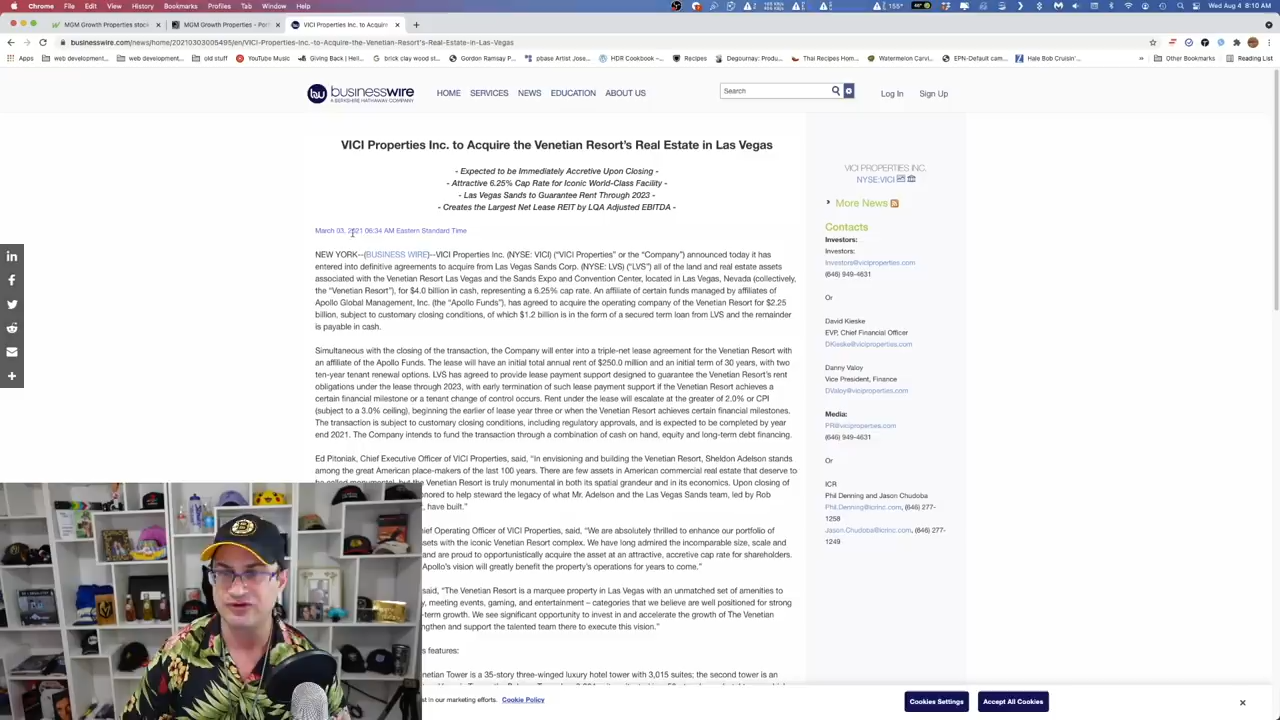 Chrome File Edit View History Bookmarks Profiles Tab Window Help
Wed Aug 4 8:10 AM
MGM Growth Properties stock
MGM Growth Properties - Port
VICI Properties Inc. to Acquire
businesswire.com/news/home/20210303005495/en/VICI-Properties-Inc.-to-Acquire-the-Venetian-Resort's-Real-Estate-in-Las-Vegas
Apps
web development...
web development...
old stuff
YouTube Music
Giving Back | Hell...
brick clay wood st...
Gordon Ramsay P...
pbase Artist Jose...
HDR Cookbook –...
Recipes
Degournay: Produ...
Thai Recipes Hom...
Watermelon Carvi...
EPN-Default cam...
Hale Bob Cruisin'...
»
Other Bookmarks
Reading List
businesswire
A BERKSHIRE HATHAWAY COMPANY
HOME SERVICES NEWS EDUCATION ABOUT US
Search
Log In Sign Up
VICI Properties Inc. to Acquire the Venetian Resort's Real Estate in Las Vegas
- Expected to be Immediately Accretive Upon Closing -
- Attractive 6.25% Cap Rate for Iconic World-Class Facility -
- Las Vegas Sands to Guarantee Rent Through 2023 -
- Creates the Largest Net Lease REIT by LQA Adjusted EBITDA -
March 03, 2021 06:34 AM Eastern Standard Time
NEW YORK--(BUSINESS WIRE)--VICI Properties Inc. (NYSE: VICI) ("VICI Properties" or the "Company") announced today it has
entered into definitive agreements to acquire from Las Vegas Sands Corp. (NYSE: LVS) ("LVS") all of the land and real estate assets
associated with the Venetian Resort Las Vegas and the Sands Expo and Convention Center, located in Las Vegas, Nevada (collectively,
the "Venetian Resort"), for $4.0 billion in cash, representing a 6.25% cap rate. An affiliate of certain funds managed by affiliates of
Apollo Global Management, Inc. (the "Apollo Funds"), has agreed to acquire the operating company of the Venetian Resort for $2.25
billion, subject to customary closing conditions, of which $1.2 billion is in the form of a secured term loan from LVS and the remainder
is payable in cash.
Simultaneous with the closing of the transaction, the Company will enter into a triple-net lease agreement for the Venetian Resort with
an affiliate of the Apollo Funds. The lease will have an initial total annual rent of $250.0 million and an initial term of 30 years, with two
ten-year tenant renewal options. LVS has agreed to provide lease payment support designed to guarantee the Venetian Resort's rent
obligations under the lease through 2023, with early termination of such lease payment support if the Venetian Resort achieves a
certain financial milestone or a tenant change of control occurs. Rent under the lease will escalate at the greater of 2.0% or CPI
(subject to a 3.0% ceiling), beginning the earlier of lease year three or when the Venetian Resort achieves certain financial milestones.
The transaction is subject to customary closing conditions, including regulatory approvals, and is expected to be completed by year
end 2021. The Company intends to fund the transaction through a combination of cash on hand, equity and long-term debt financing.
Ed Pitoniak, Chief Executive Officer of VICI Properties, said, "In envisioning and building the Venetian Resort, Sheldon Adelson stands
among the great American place-makers of the last 100 years. There are few assets in American commercial real estate that deserve to
be called monumental, but the Venetian Resort is truly monumental in both its spatial grandeur and in its economics. Upon closing of
onored to help steward the legacy of what Mr. Adelson and the Las Vegas Sands team, led by Rob
, have built."
hief Operating Officer of VICI Properties, said, "We are absolutely thrilled to enhance our portfolio of
sets with the iconic Venetian Resort complex. We have long admired the incomparable size, scale and
and are proud to opportunistically acquire the asset at an attractive, accretive cap rate for shareholders.
Apollo's vision will greatly benefit the property's operations for years to come."
said, "The Venetian Resort is a marquee property in Las Vegas with an unmatched set of amenities to
y, meeting events, gaming, and entertainment – categories that we believe are well positioned for strong
-term growth. We see significant opportunity to invest in and accelerate the growth of The Venetian
ngthen and support the talented team there to execute this vision."
s features:
netian Tower is a 35-story three-winged luxury hotel tower with 3,015 suites; the second tower is an
VICI PROPERTIES INC.
NYSE:VICI
More News
Contacts
Investors:
Investors:
Investors@viciproperties.com
(646) 949-4631
Or
David Kieske
EVP, Chief Financial Officer
DKieske@viciproperties.com
Danny Valoy
Vice President, Finance
DValoy@viciproperties.com
Media:
PR@viciproperties.com
(646) 949-4631
Or
ICR
Phil Denning and Jason Chudoba
Phil.Denning@icrinc.com, (646) 277-
1258
Jason.Chudoba@icrinc.com, (646) 277-
1249
st in our marketing efforts. Cookie Policy
Cookies Settings
Accept All Cookies